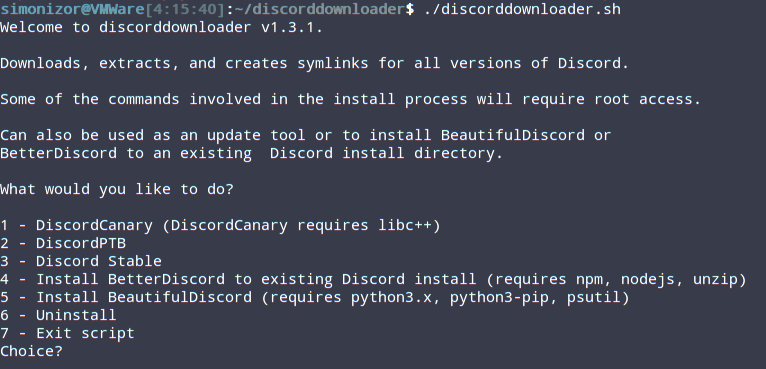 simonizor@VMWare[4:15:40]:~/discorddownloader$ ./discorddownloader.sh
Welcome to discorddownloader v1.3.1.
Downloads, extracts, and creates symlinks for all versions of Discord.
Some of the commands involved in the install process will require root access.
Can also be used as an update tool or to install BeautifulDiscord or
BetterDiscord to an existing  Discord install directory.
What would you like to do?
1 - DiscordCanary (DiscordCanary requires libc++)
2 - DiscordPTB
3 - Discord Stable
4 - Install BetterDiscord to existing Discord install (requires npm, nodejs, unzip)
5 - Install BeautifulDiscord (requires python3.x, python3-pip, psutil)
6 - Uninstall
7 - Exit script
Choice?